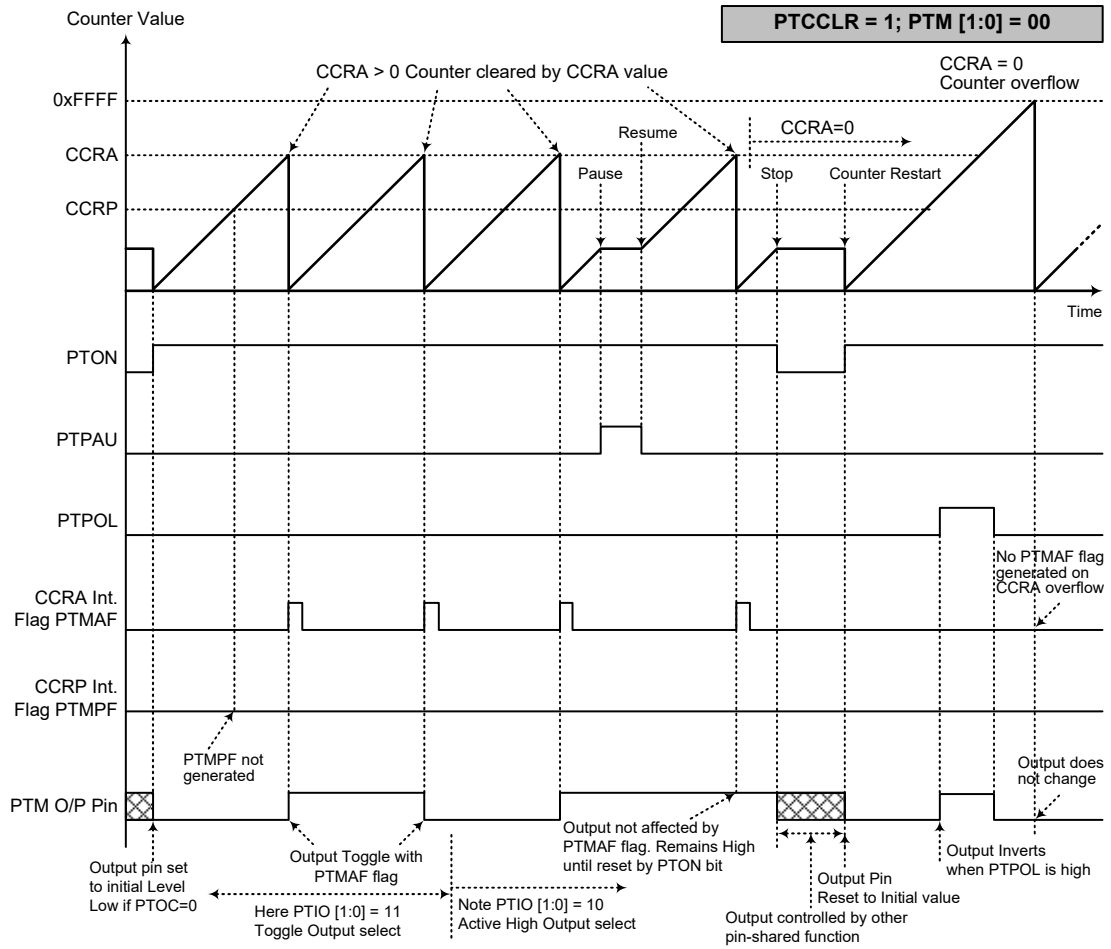 Counter Value
PTCCLR = 1; PTM [1:0] = 00
CCRA > 0 Counter cleared by CCRA value
CCRA = 0
Counter overflow
0xFFFF
CCRA=0
Resume
CCRA
Pause
Stop
Counter Restart
CCRP
Time
PTON
PTPAU
PTPOL
No PTMAF flag
generated on
CCRA overflow
CCRA Int.
Flag PTMAF
CCRP Int.
Flag PTMPF
PTMPF not
generated
Output does
not change
PTM O/P Pin
Output pin set
to initial Level
Low if PTOC=0
Output Toggle with
PTMAF flag
Output not affected by
PTMAF flag. Remains High
until reset by PTON bit
Output Inverts
when PTPOL is high
Output Pin
Reset to Initial value
Here PTIO [1:0] = 11
Toggle Output select
Note PTIO [1:0] = 10
Active High Output select
Output controlled by other
pin-shared function